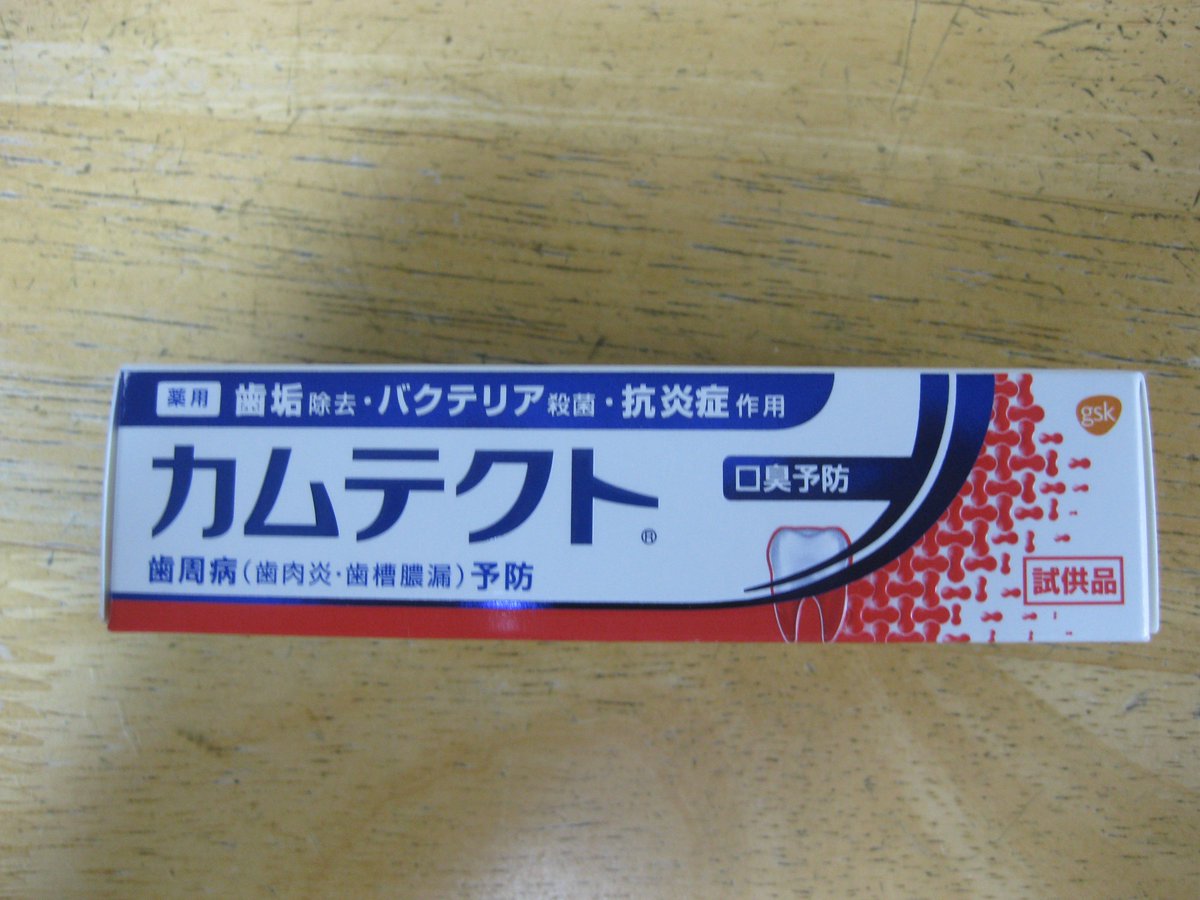 薬用 歯垢除去・バクテリア殺菌・抗炎症作用
gsk
カムテクト®
口臭予防
歯周病(歯肉炎・歯槽膿漏)予防
試供品